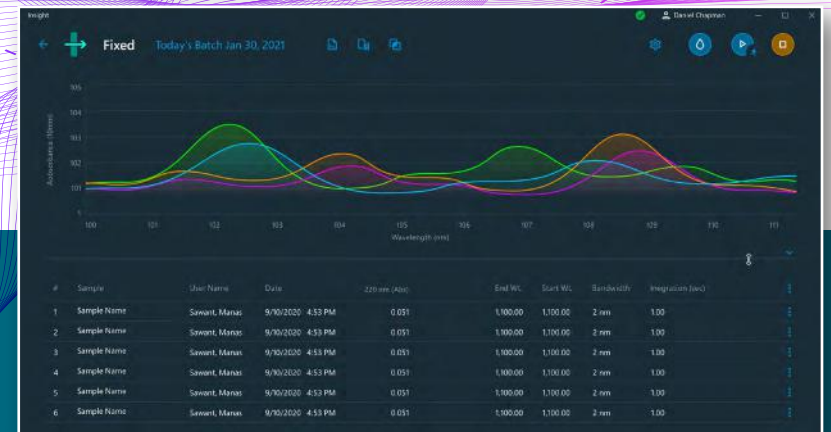 Insight
Daniel Chapman
Fixed Today's Batch Jan 30, 2021
105
104
103
102
101
1
Absorbance (10mm)
100 101 102 103 104 105 106 107 108 109 110 111
Wavelength (nm)
# Sample User Name Date 220 nm (Abs) End WL Start WL Bandwidth Integration (sec)
1 Sample Name Sawant, Manas 9/10/2020 4:53 PM 0.051 1,100.00 1,100.00 2 nm 1.00
2 Sample Name Sawant, Manas 9/10/2020 4:53 PM 0.051 1,100.00 1,100.00 2 nm 1.00
3 Sample Name Sawant, Manas 9/10/2020 4:53 PM 0.051 1,100.00 1,100.00 2 nm 1.00
4 Sample Name Sawant, Manas 9/10/2020 4:53 PM 0.051 1,100.00 1,100.00 2 nm 1.00
5 Sample Name Sawant, Manas 9/10/2020 4:53 PM 0.051 1,100.00 1,100.00 2 nm 1.00
6 Sample Name Sawant, Manas 9/10/2020 4:53 PM 0.051 1,100.00 1,100.00 2 nm 1.00